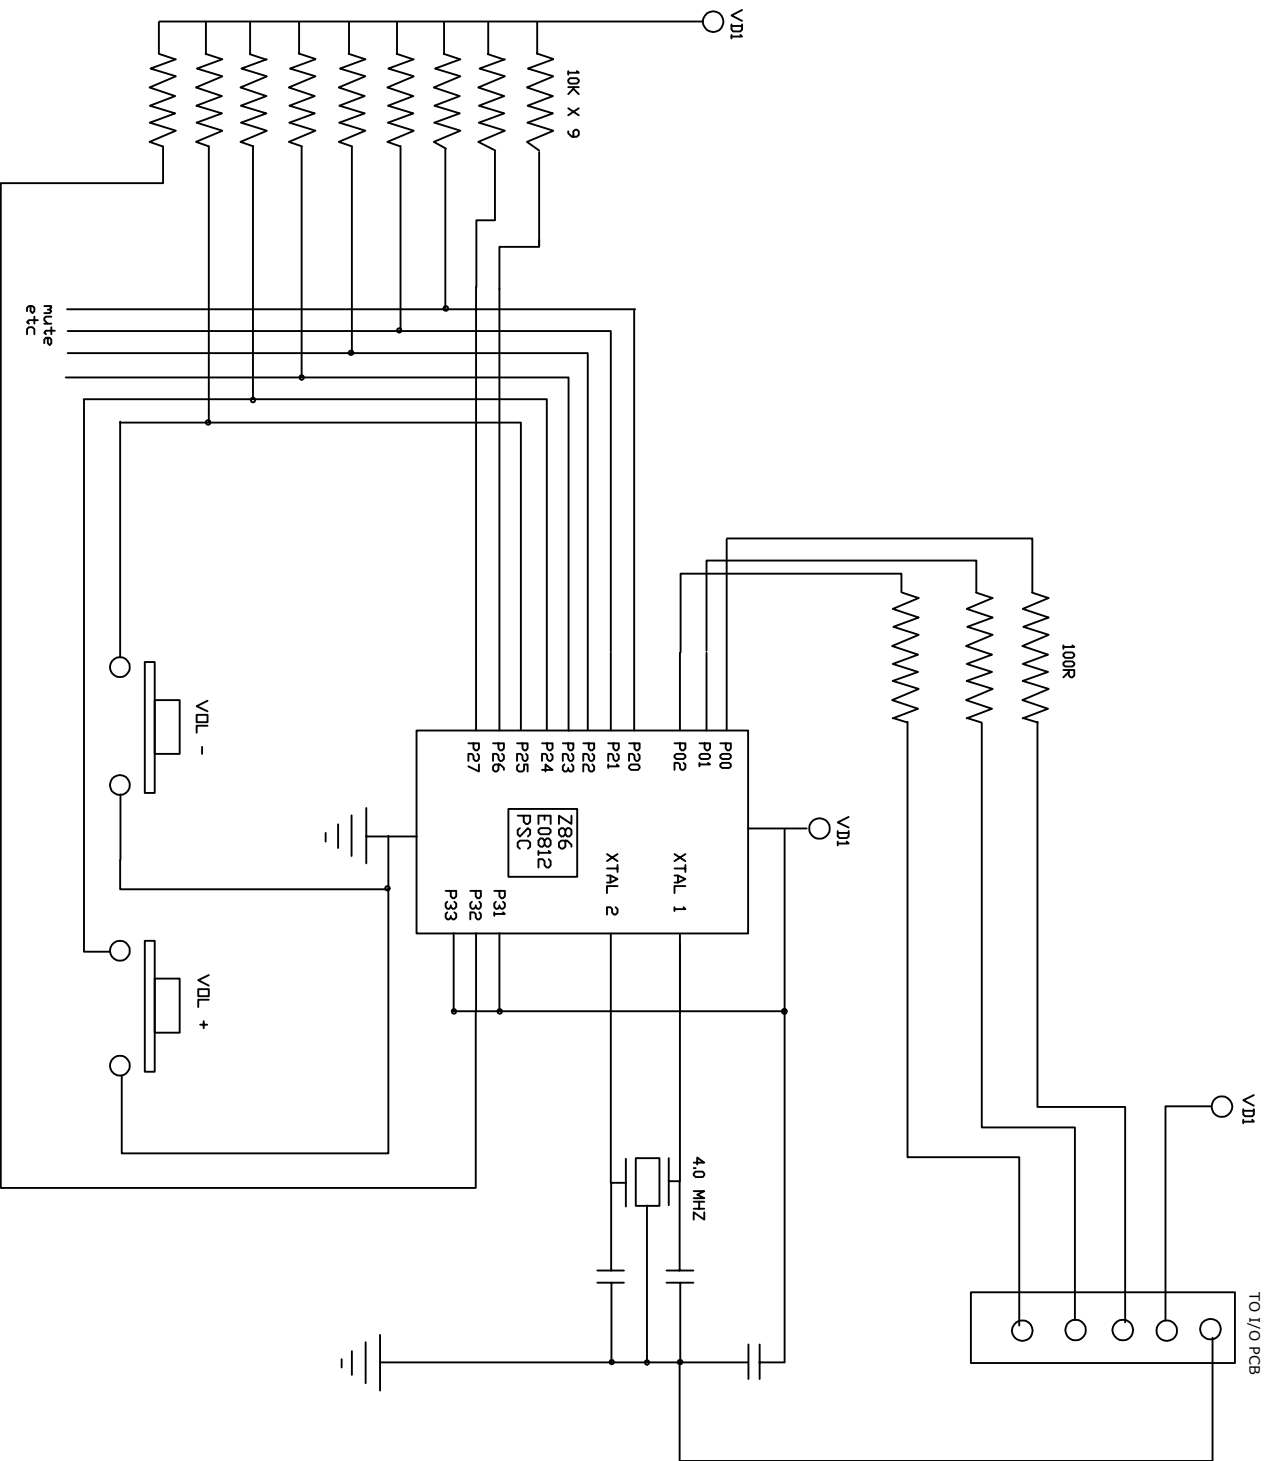 VD1
10K X 9
mute
etc
100R
VOL -
P27
P26
P25
P24
P23
P22
P21
P20
P02
P01
P00
Z86
E0812
PSC
XTAL 2
XTAL 1
P33
P32
P31
VD1
VOL +
4.0 MHZ
VD1
TO I/O PCB